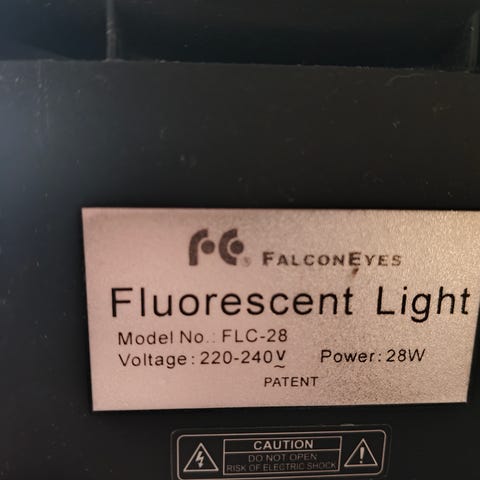 FE® FALCONEYES
Fluorescent Light
Model No.: FLC-28
Voltage: 220-240V~ Power: 28W
PATENT
CAUTION
DO NOT OPEN
RISK OF ELECTRIC SHOCK